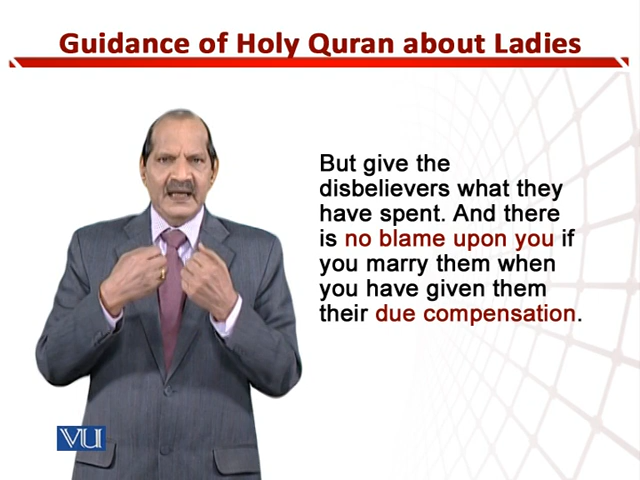 Guidance of Holy Quran about Ladies
But give the
disbelievers what they
have spent. And there
is no blame upon you if
you marry them when
you have given them
their due compensation.
VU